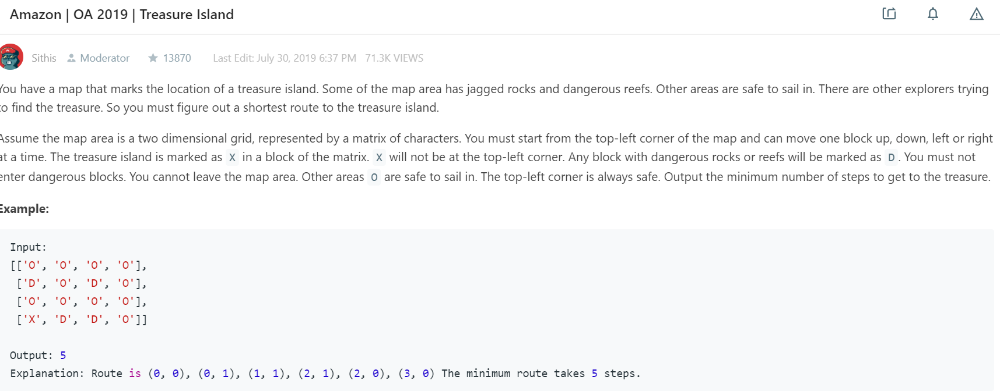 Amazon | OA 2019 | Treasure Island
Sithis Moderator 13870 Last Edit: July 30, 2019 6:37 PM 71.3K VIEWS
You have a map that marks the location of a treasure island. Some of the map area has jagged rocks and dangerous reefs. Other areas are safe to sail in. There are other explorers trying
to find the treasure. So you must figure out a shortest route to the treasure island.
Assume the map area is a two dimensional grid, represented by a matrix of characters. You must start from the top-left corner of the map and can move one block up, down, left or right
at a time. The treasure island is marked as X in a block of the matrix. X will not be at the top-left corner. Any block with dangerous rocks or reefs will be marked as D. You must not
enter dangerous blocks. You cannot leave the map area. Other areas O are safe to sail in. The top-left corner is always safe. Output the minimum number of steps to get to the treasure.
Example:
Input:
[['O', 'O', 'O', 'O'],
['D', 'O', 'D', 'O'],
['O', 'O', 'O', 'O'],
['X', 'D', 'D', 'O']]
Output: 5
Explanation: Route is (0, 0), (0, 1), (1, 1), (2, 1), (2, 0), (3, 0) The minimum route takes 5 steps.